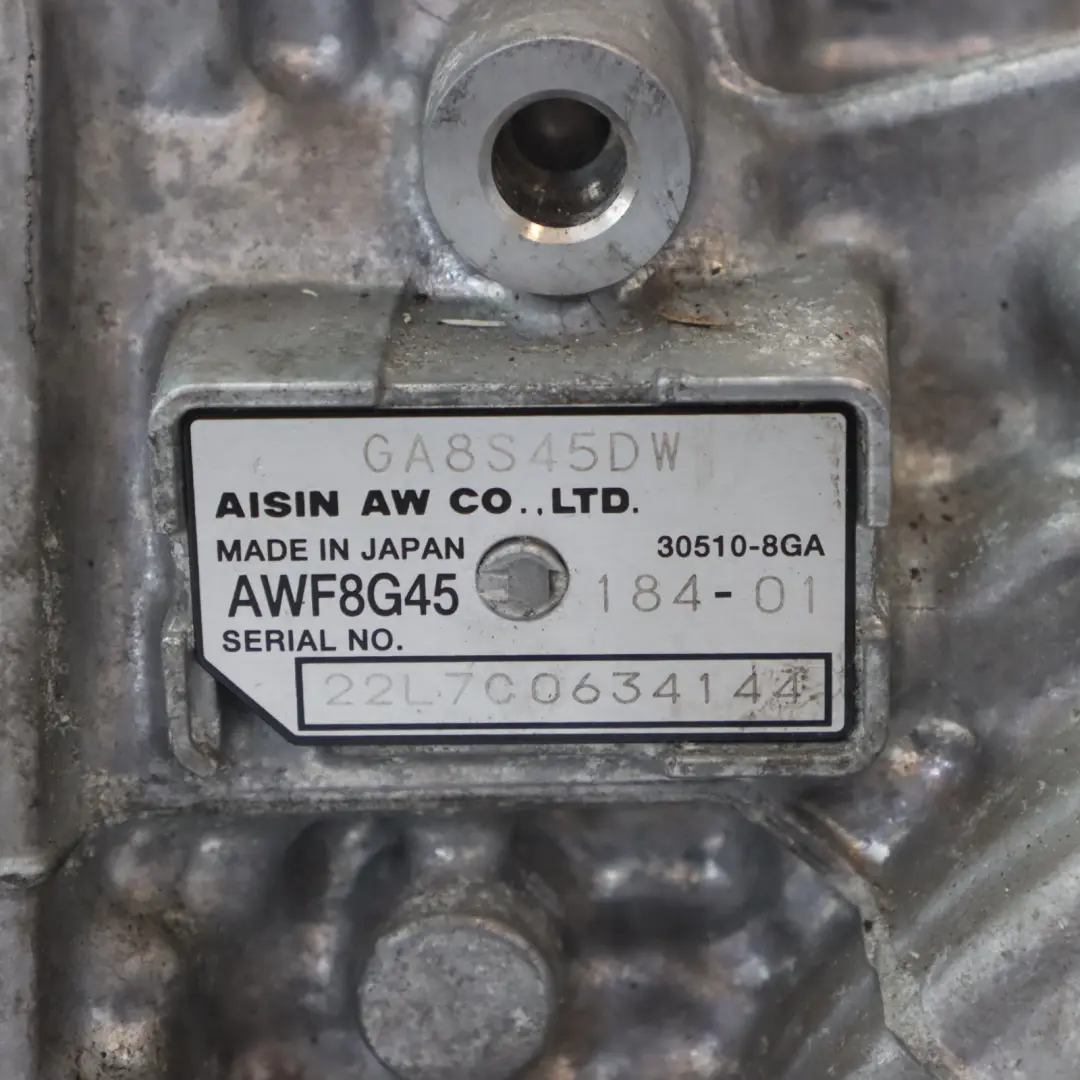 GA8S45DW
AISIN AW CO.,LTD.
MADE IN JAPAN 30510-8GA
AWF8G45 184-01
SERIAL NO.
22L7C0634144